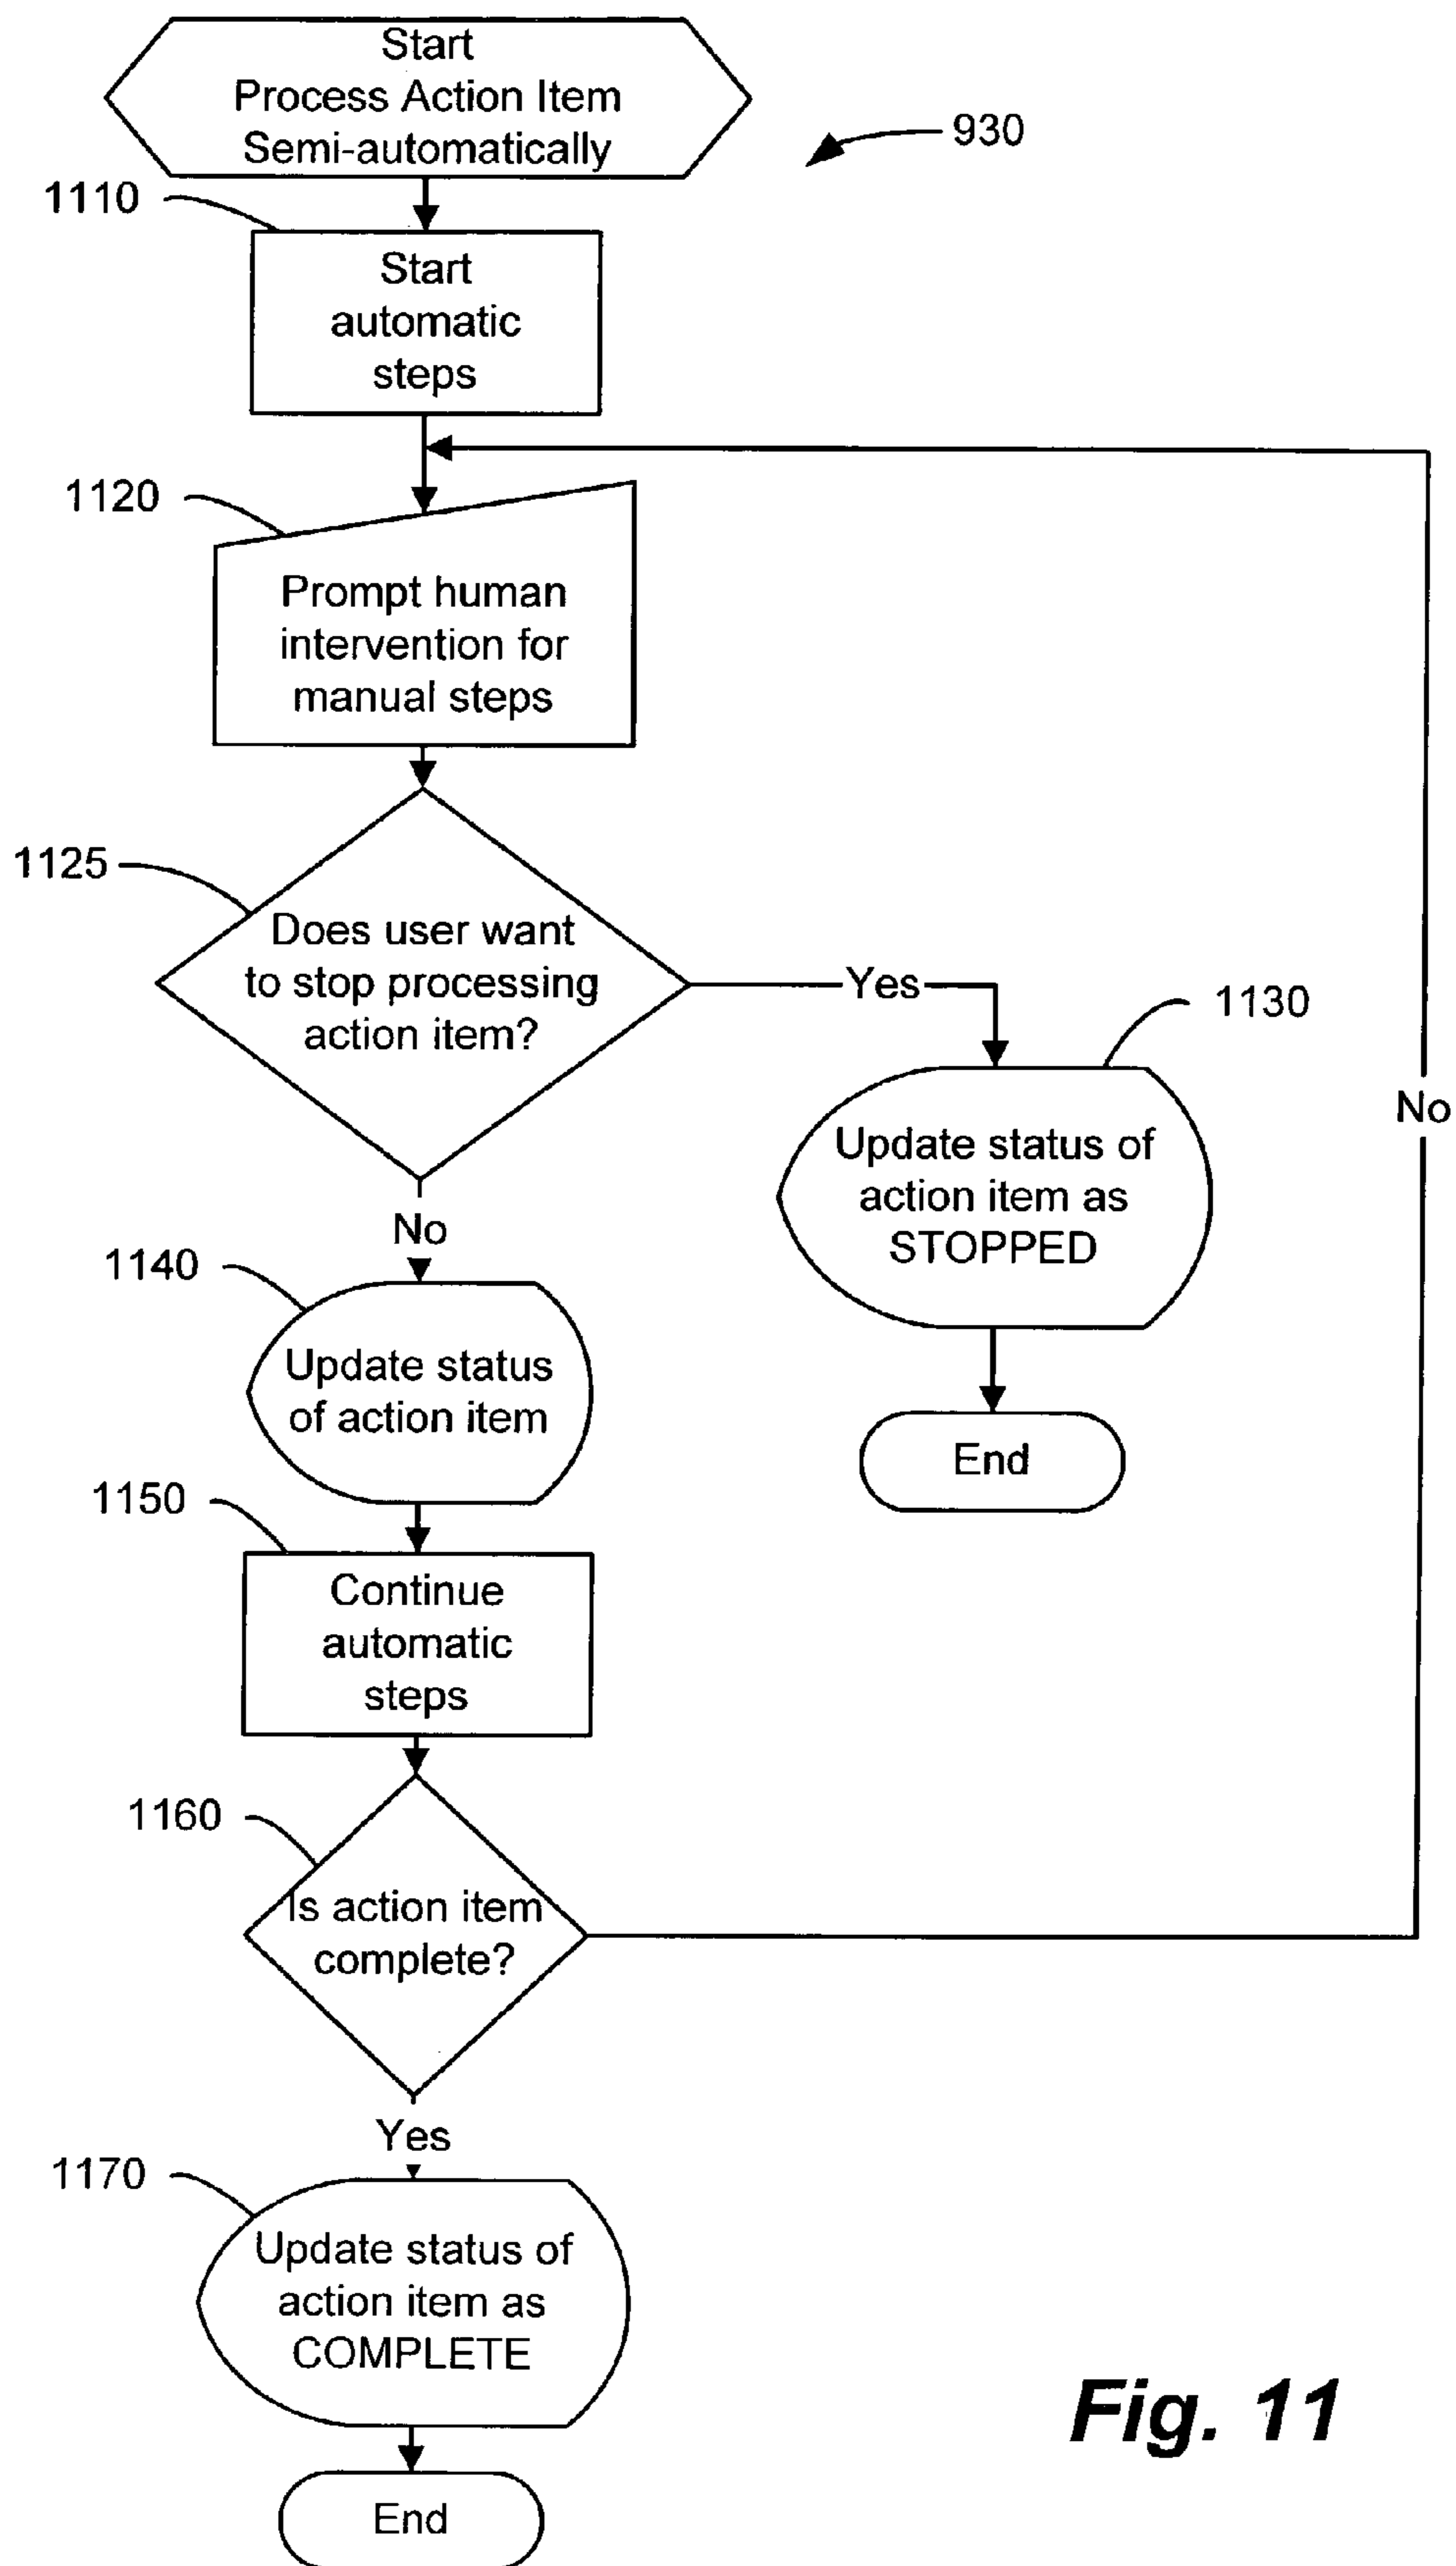 Start
Process Action Item
Semi-automatically
930
1110
Start
automatic
steps
1120
Prompt human
intervention for
manual steps
1125
Does user want
to stop processing
action item?
Yes
1130
Update status of
action item as
STOPPED
End
No
No
1140
Update status
of action item
1150
Continue
automatic
steps
1160
Is action item
complete?
Yes
1170
Update status of
action item as
COMPLETE
End
Fig. 11